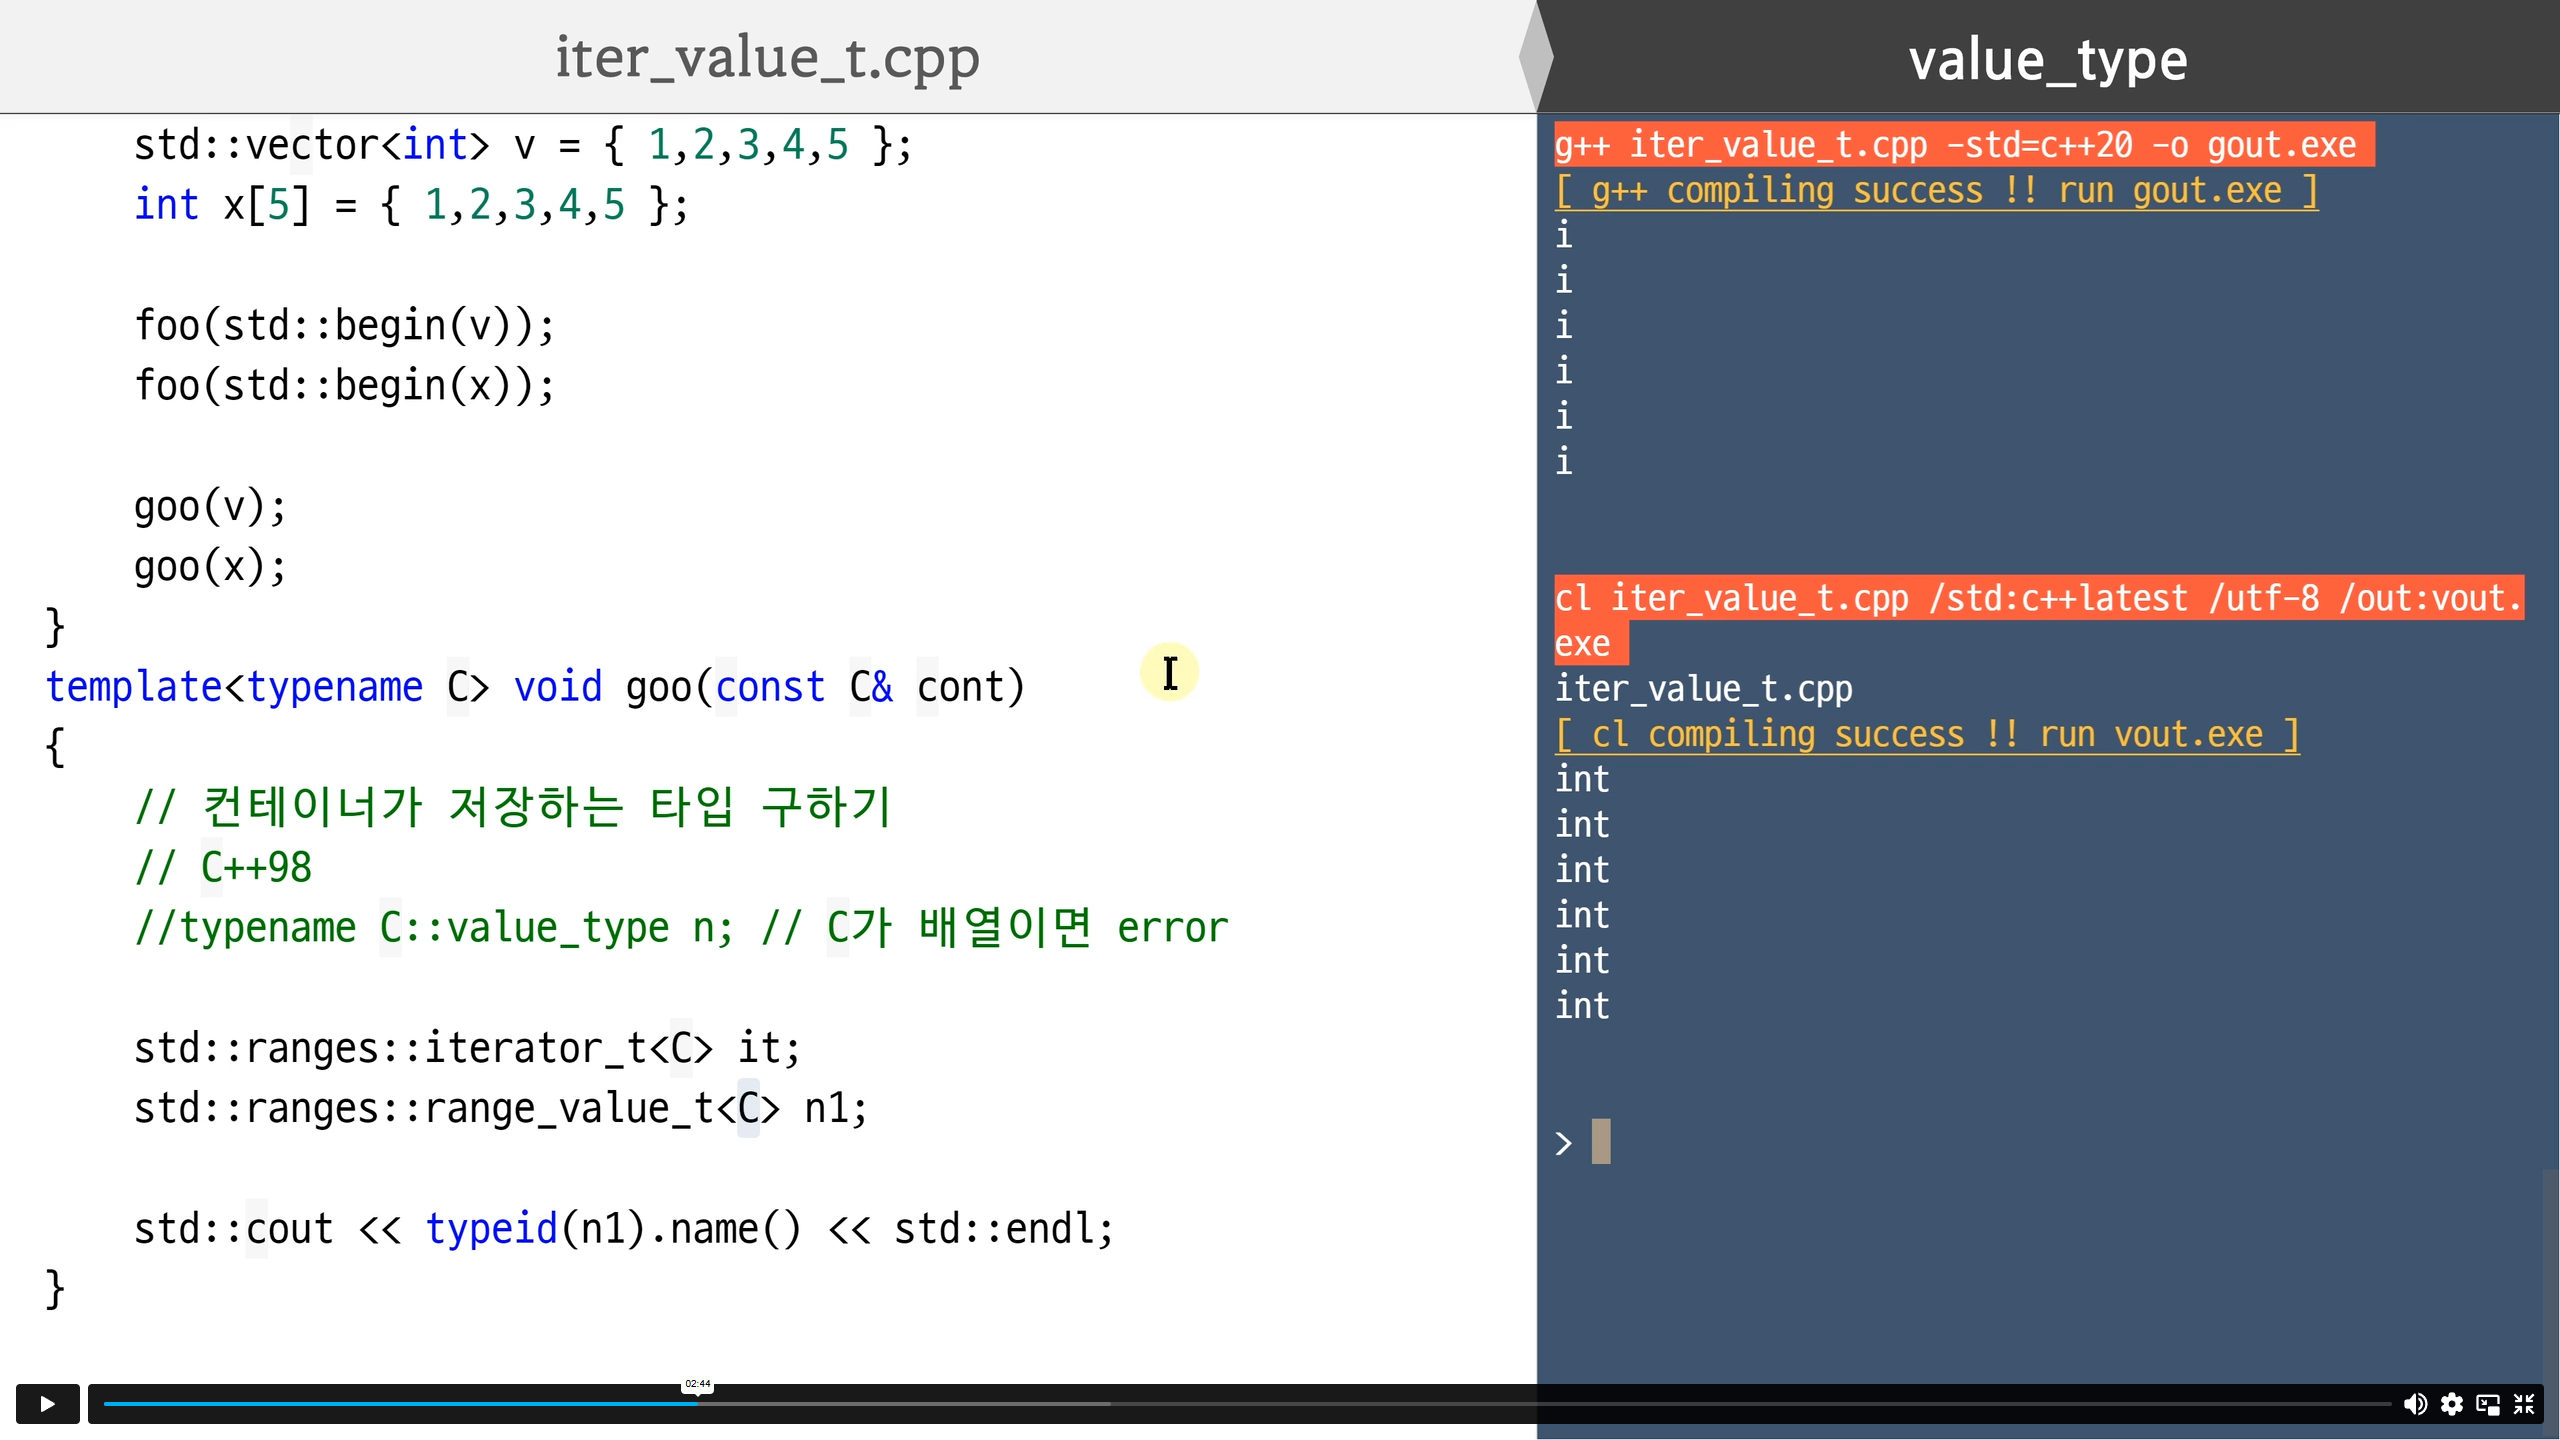 iter_value_t.cpp
std::vector<int> v = { 1,2,3,4,5 };
int x[5] = { 1,2,3,4,5 };
foo(std::begin(v));
foo(std::begin(x));
goo(v);
goo(x);
}
template<typename C> void goo(const C& cont)
{
// 컨테이너가 저장하는 타입 구하기
// C++98
//typename C::value_type n; // C가 배열이면 error
std::ranges::iterator_t<C> it;
std::ranges::range_value_t<C> n1;
std::cout << typeid(n1).name() << std::endl;
}
value_type
g++ iter_value_t.cpp -std=c++20 -o gout.exe
[ g++ compiling success !! run gout.exe ]
i
i
i
i
i
i
cl iter_value_t.cpp /std:c++latest /utf-8 /out:vout.
exe
iter_value_t.cpp
[ cl compiling success !! run vout.exe ]
int
int
int
int
int
int
>
02:44